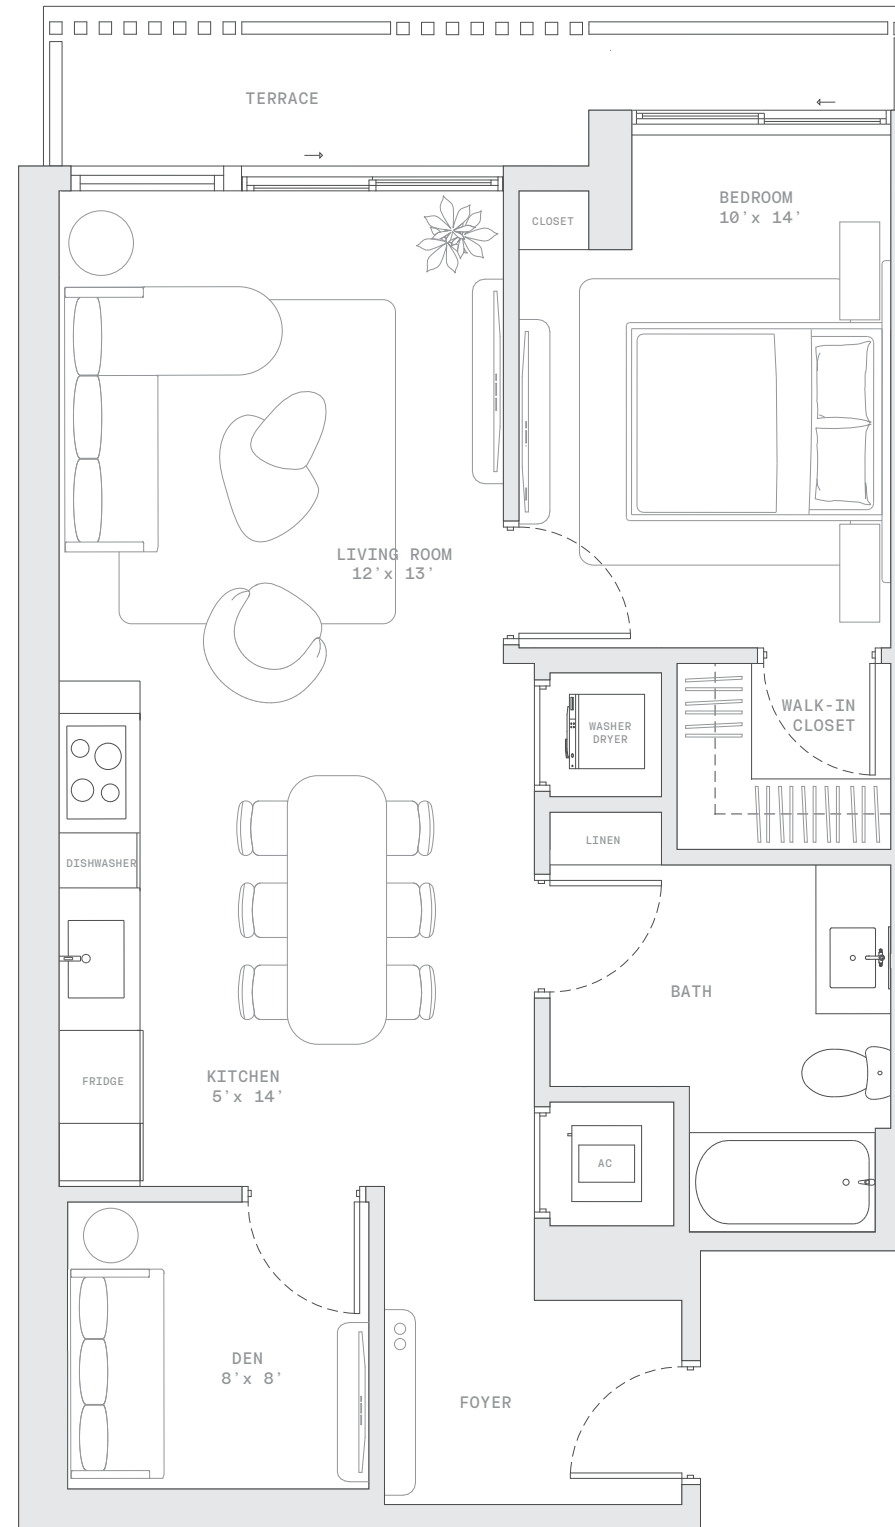 TERRACE
BEDROOM
10'x 14'
CLOSET
LIVING ROOM
12'x 13'
WALK-IN
CLOSET
WASHER
DRYER
LINEN
DISHWASHER
BATH
KITCHEN
5'x 14'
FRIDGE
AC
DEN
8'x 8'
FOYER